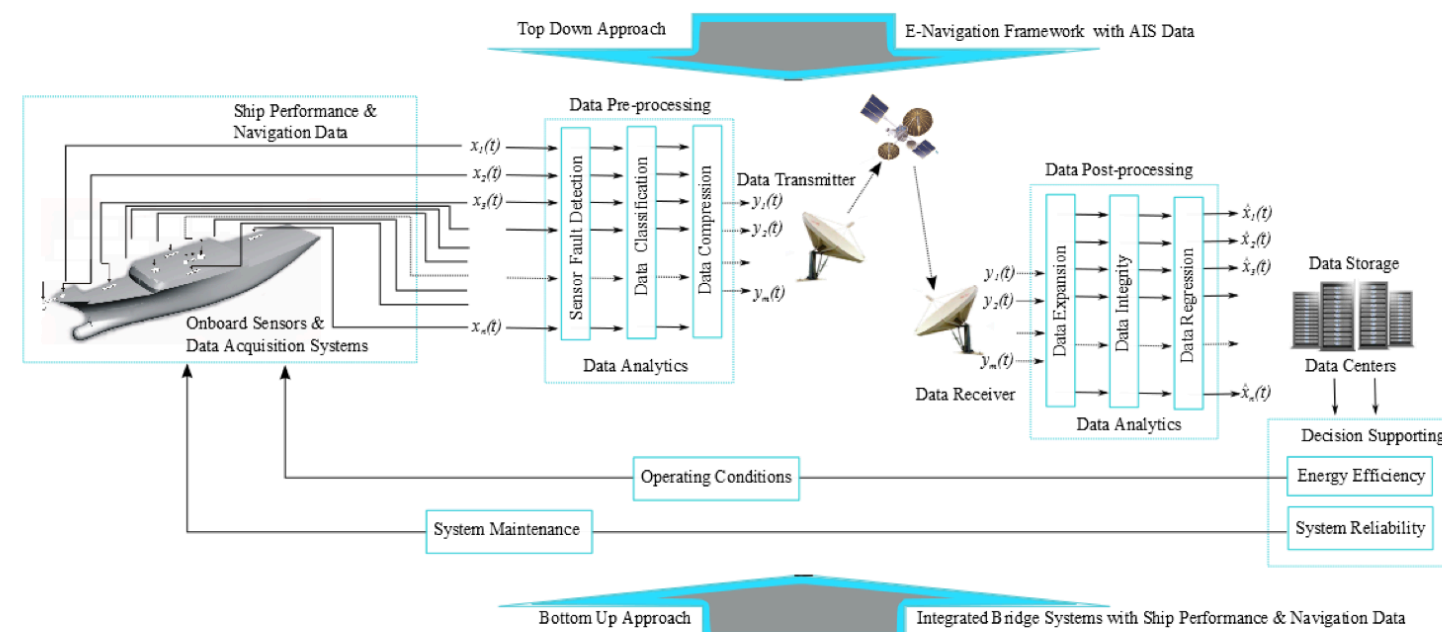 Top Down Approach
E-Navigation Framework with AIS Data
Ship Performance &
Navigation Data
Onboard Sensors &
Data Acquisition Systems
x₁(t)
x₂(t)
x₃(t)
xₙ(t)
Data Pre-processing
Sensor Fault Detection
Data Classification
Data Compression
Data Analytics
Data Transmitter
y₁(t)
y₂(t)
yₘ(t)
y₁(t)
y₂(t)
yₘ(t)
Data Receiver
Data Post-processing
Data Expansion
Data Integrity
Data Regression
Data Analytics
x̂₁(t)
x̂₂(t)
x̂₃(t)
x̂ₙ(t)
Data Storage
Data Centers
Decision Supporting
Energy Efficiency
System Reliability
Operating Conditions
System Maintenance
Bottom Up Approach
Integrated Bridge Systems with Ship Performance & Navigation Data